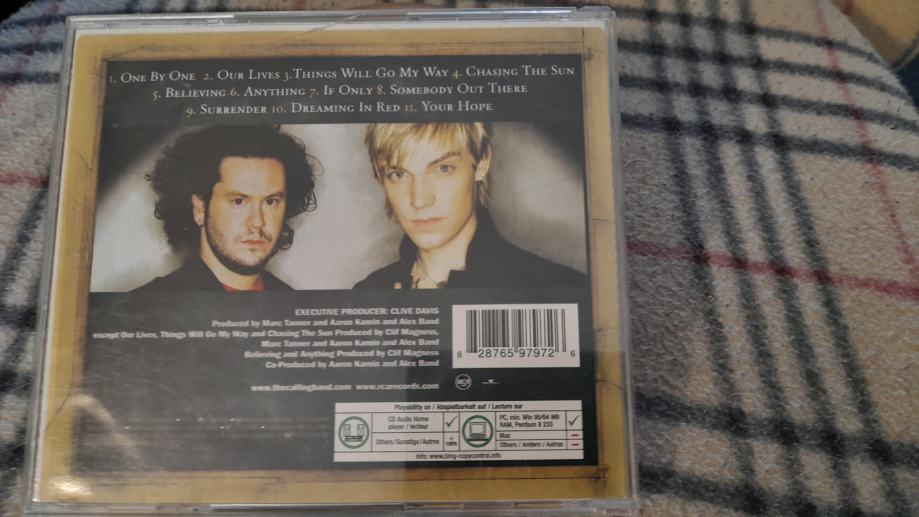 1. ONE BY ONE 2. OUR LIVES 3. THINGS WILL GO MY WAY 4. CHASING THE SUN
5. BELIEVING 6. ANYTHING 7. IF ONLY 8. SOMEBODY OUT THERE
9. SURRENDER 10. DREAMING IN RED 11. YOUR HOPE
EXECUTIVE PRODUCER: CLIVE DAVIS
Produced by Marc Tanner and Aaron Kamin and Alex Band
except Our Lives, Things Will Go My Way and Chasing The Sun Produced by Clif Magness,
Marc Tanner and Aaron Kamin and Alex Band
Believing and Anything Produced by Clif Magness
Co-Produced by Aaron Kamin and Alex Band
8 28765 97972 6
www.thecallingband.com www.rcarecords.com
Playability on / Abspielbarkeit auf / Lecture sur
CD Audio Home
player / lecteur
Others/Sonstige/Autres
< 100%
PC, min. Win 95/64 MB
RAM, Pentium II 233
Mac
Others / Andere / Autres
Info: www.bmg-copycontrol.info